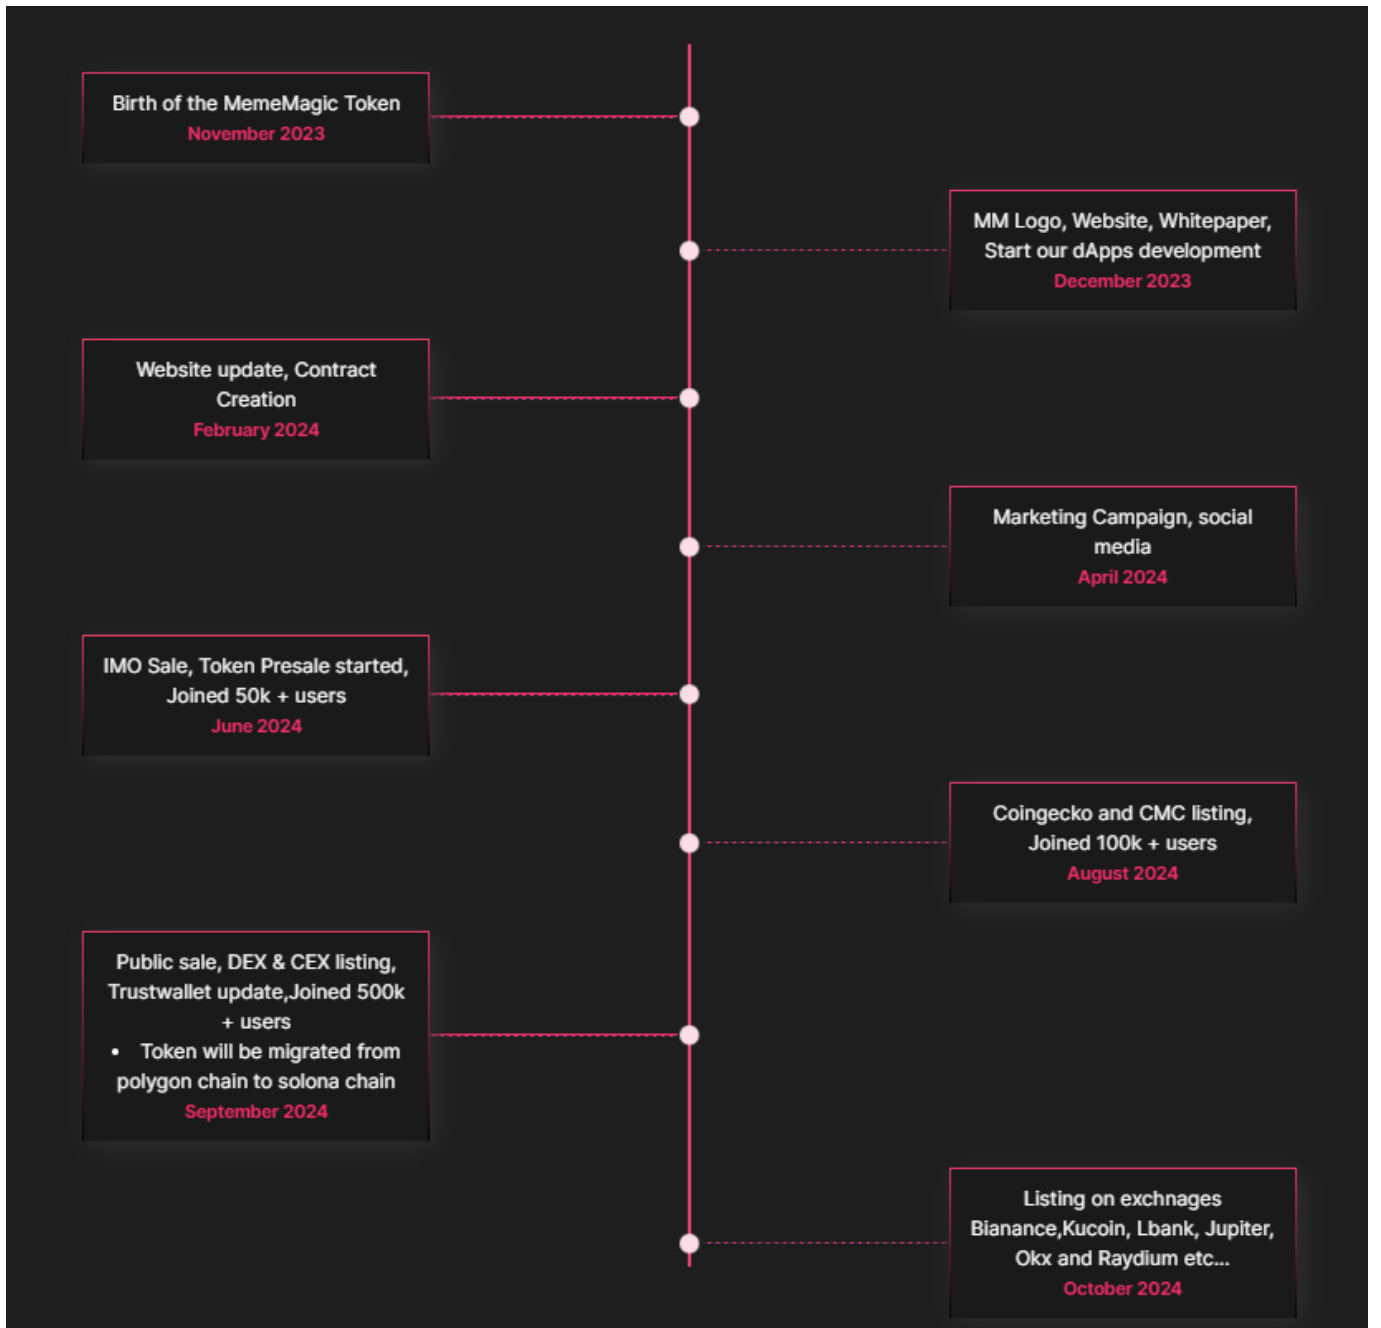 Birth of the MemeMagic Token
November 2023
MM Logo, Website, Whitepaper,
Start our dApps development
December 2023
Website update, Contract
Creation
February 2024
Marketing Campaign, social
media
April 2024
IMO Sale, Token Presale started,
Joined 50k + users
June 2024
Coingecko and CMC listing,
Joined 100k + users
August 2024
Public sale, DEX & CEX listing,
Trustwallet update,Joined 500k
+ users
• Token will be migrated from
polygon chain to solona chain
September 2024
Listing on exchnages
Bianance,Kucoin, Lbank, Jupiter,
Okx and Raydium etc...
October 2024